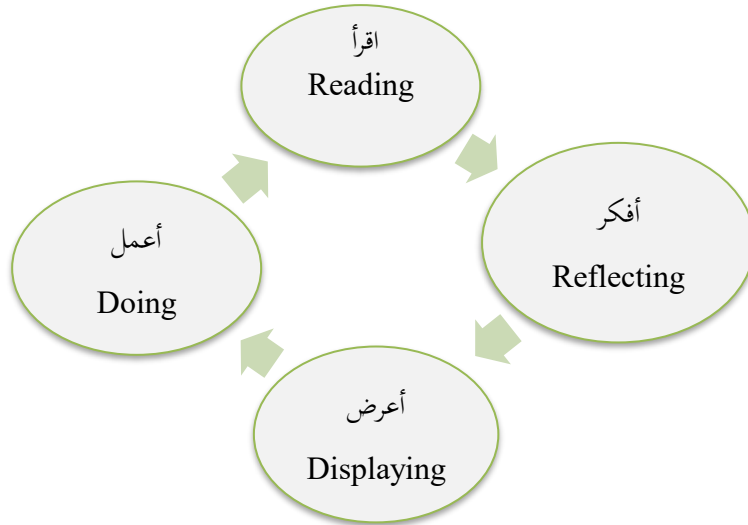 اقرأ
Reading
أفكر
Reflecting
أعرض
Displaying
أعمل
Doing